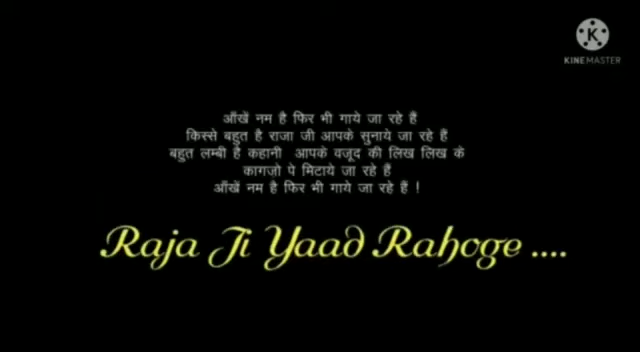 K
KINEMASTER
आँखें नम है फिर भी गाये जा रहे हैं
किस्से बहुत है राजा जी आपके सुनाये जा रहे हैं
बहुत लम्बी है कहानी आपके वजूद की लिख लिख के
कागजो पे मिटाये जा रहे हैं
आँखें नम है फिर भी गाये जा रहे हैं !
Raja Ji Yaad Rahoge ....